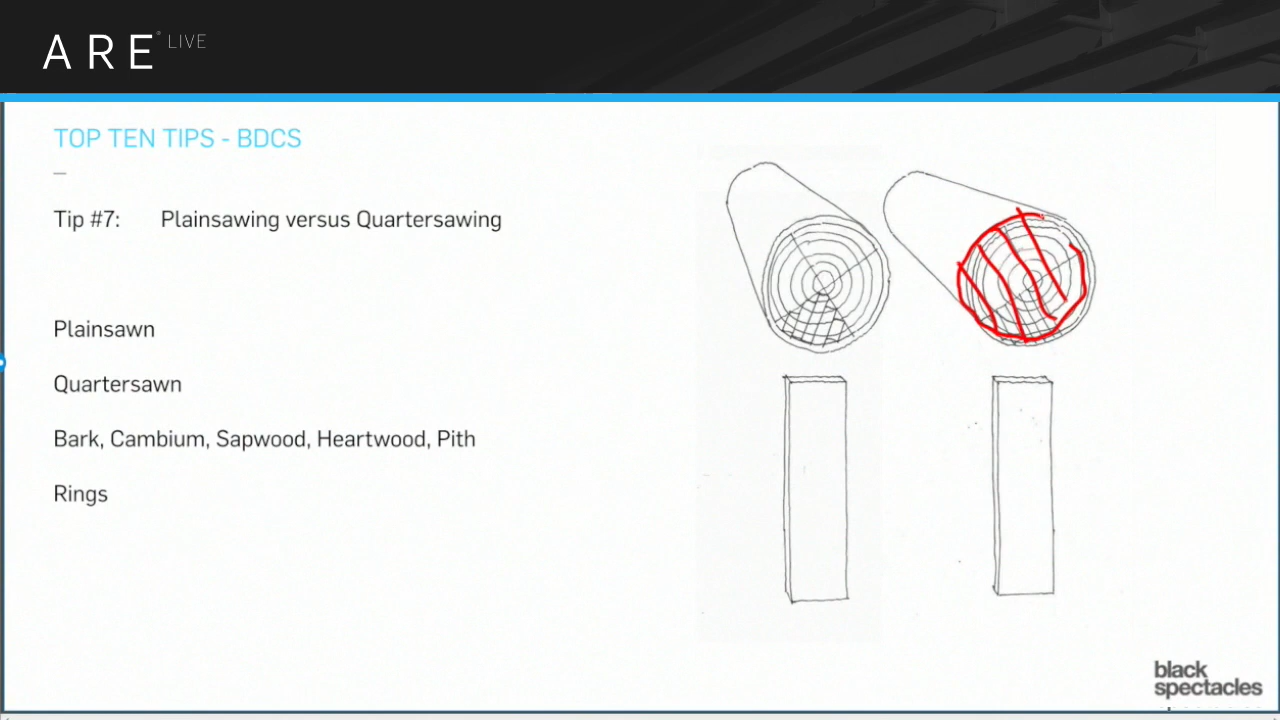 ARE® LIVE
TOP TEN TIPS - BDCS
Tip #7: Plainsawing versus Quartersawing
Plainsawn
Quartersawn
Bark, Cambium, Sapwood, Heartwood, Pith
Rings
black
spectacles